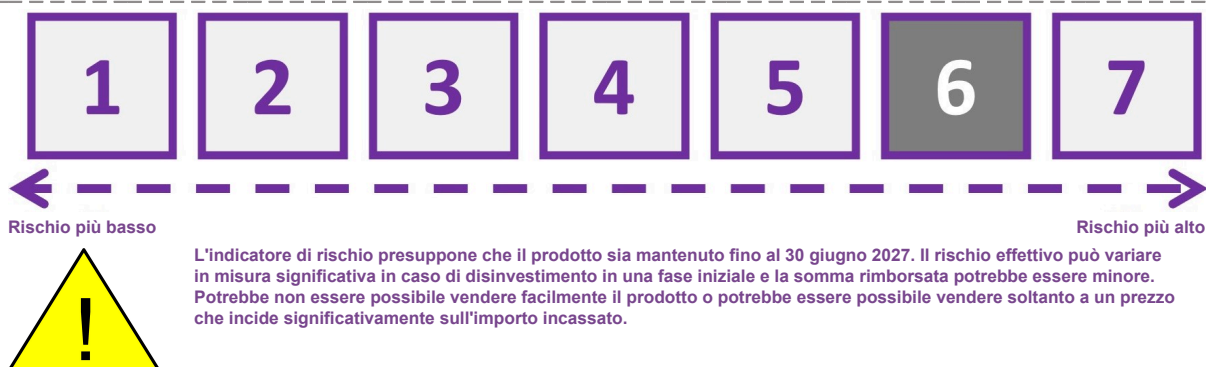 1 2 3 4 5 6 7
Rischio più basso Rischio più alto
L'indicatore di rischio presuppone che il prodotto sia mantenuto fino al 30 giugno 2027. Il rischio effettivo può variare
in misura significativa in caso di disinvestimento in una fase iniziale e la somma rimborsata potrebbe essere minore.
Potrebbe non essere possibile vendere facilmente il prodotto o potrebbe essere possibile vendere soltanto a un prezzo
che incide significativamente sull'importo incassato.
!